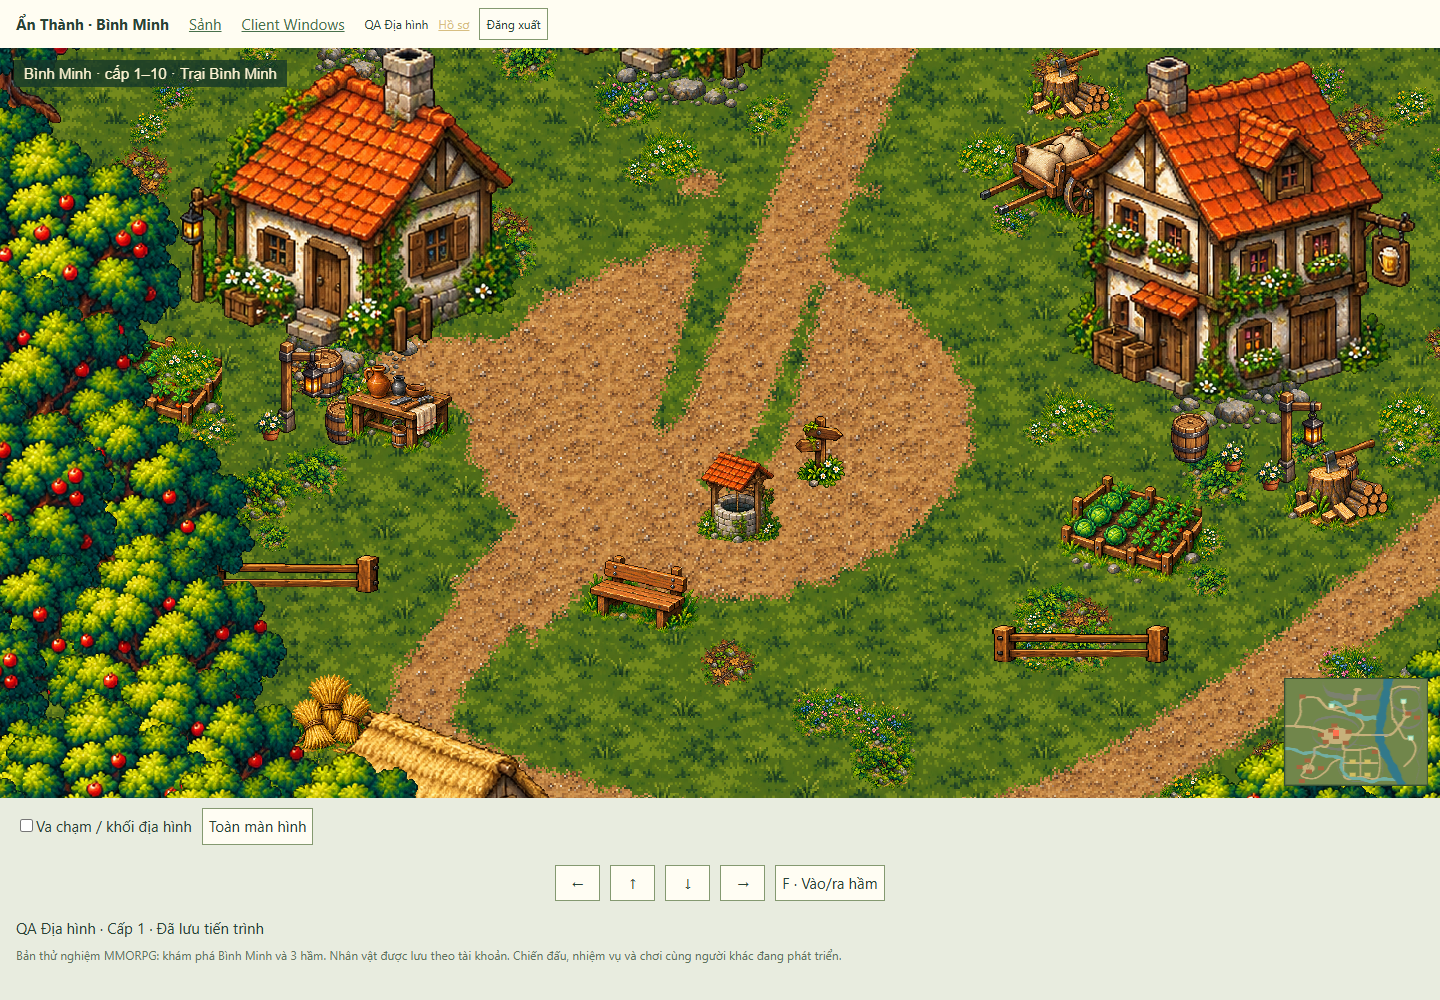 Ẩn Thành · Bình Minh Sảnh Client Windows QA Địa hình Hồ sơ Đăng xuất
Bình Minh · cấp 1–10 · Trại Bình Minh
Va chạm / khối địa hình Toàn màn hình
← ↑ ↓ → F · Vào/ra hầm
QA Địa hình · Cấp 1 · Đã lưu tiến trình
Bản thử nghiệm MMORPG: khám phá Bình Minh và 3 hầm. Nhân vật được lưu theo tài khoản. Chiến đấu, nhiệm vụ và chơi cùng người khác đang phát triển.